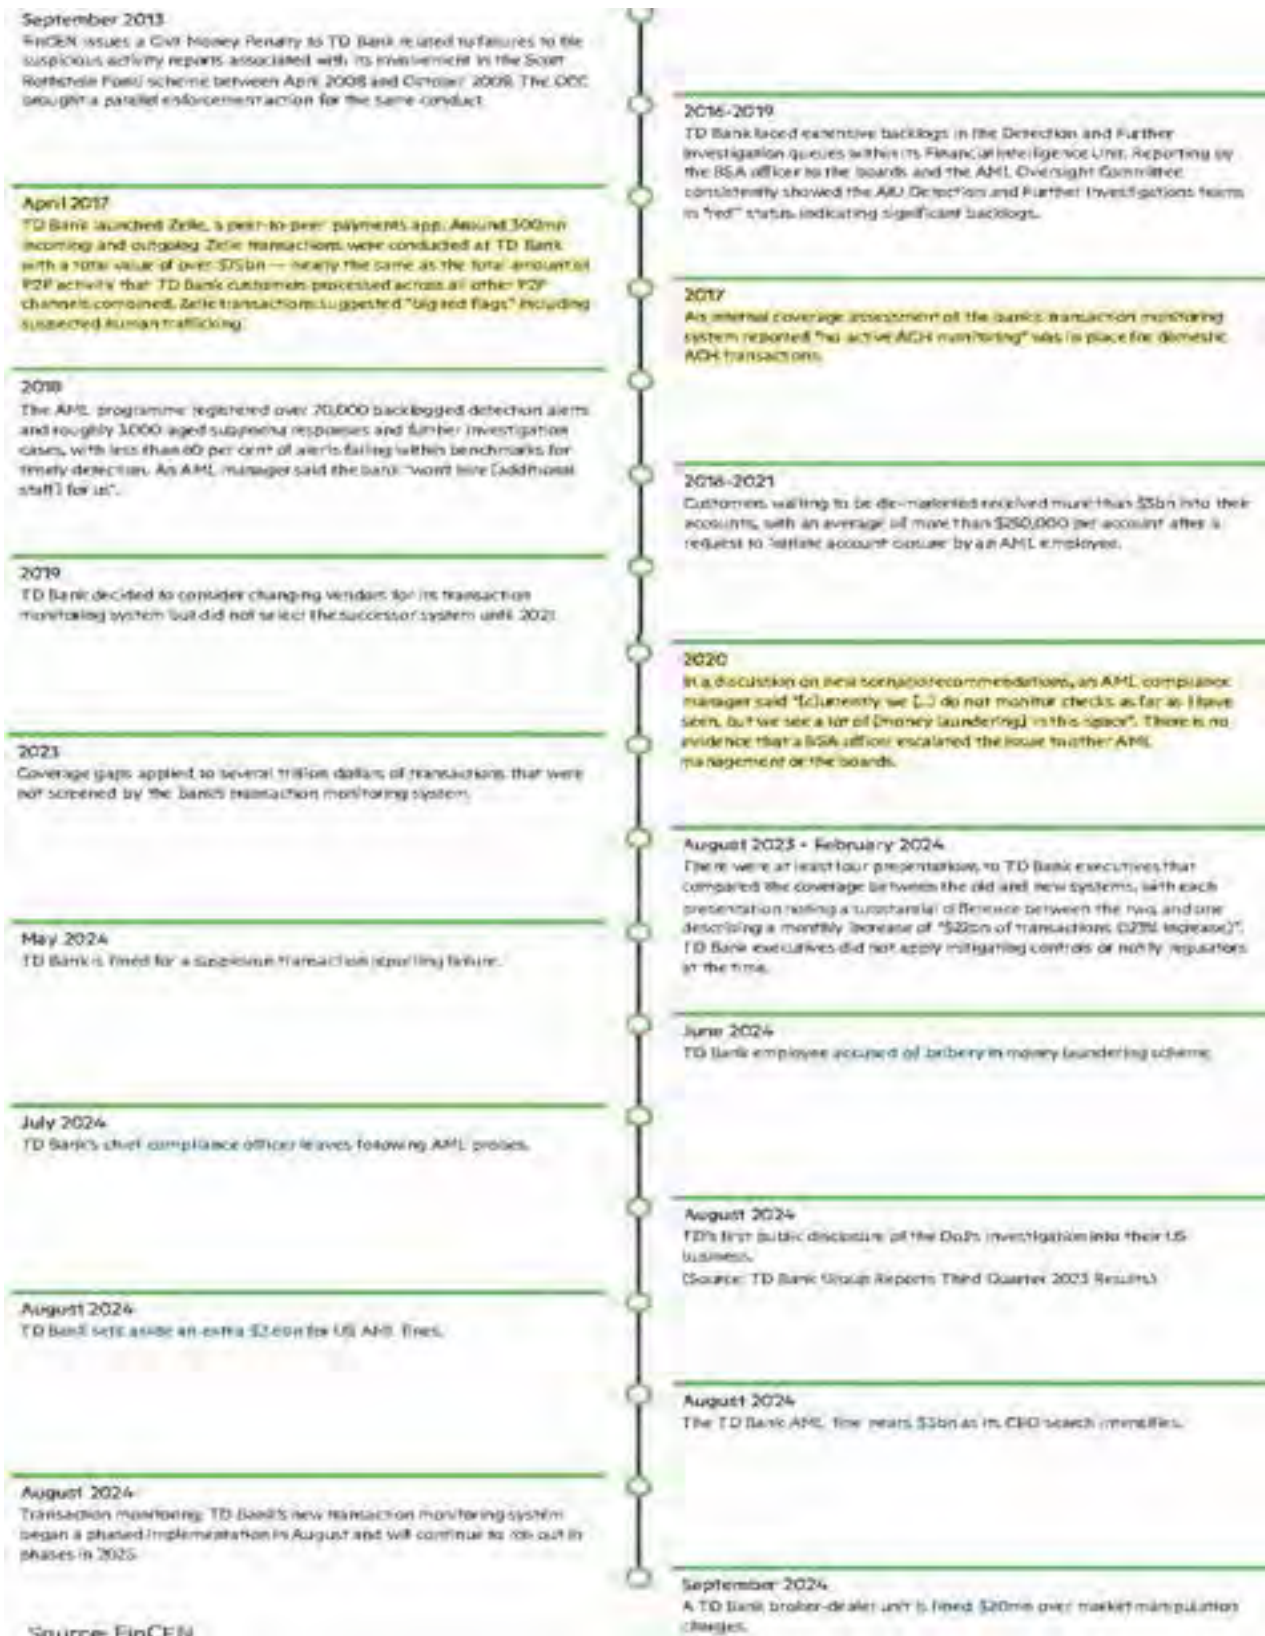 September 2013
FinCEN issues a Civil Money Penalty to TD Bank related to failures to file
suspicious activity reports associated with its involvement in the Scott
Rothstein Ponzi scheme between April 2008 and October 2009. The OCC
brought a parallel enforcement action for the same conduct.
2016-2019
TD Bank faced extensive backlogs in the Detection and Further
Investigation queues within its Financial Intelligence Unit. Reporting by
the BSA officer to the boards and the AML Oversight Committee
consistently showed the AIU Detection and Further Investigations teams
in "red" status, indicating significant backlogs.
April 2017
TD Bank launched Zelle, a peer-to-peer payments app. Around 300mn
incoming and outgoing Zelle transactions were conducted at TD Bank
with a total value of over $75bn — nearly the same as the total amount of
P2P activity that TD Bank customers processed across all other P2P
channels combined. Zelle transactions suggested "big red flags" including
suspected human trafficking.
2017
An internal coverage assessment of the bank's transaction monitoring
system reported "no active ACH monitoring" was in place for domestic
ACH transactions.
2018
The AML programme registered over 70,000 backlogged detection alerts
and roughly 3,000 aged subpoena responses and further investigation
cases, with less than 60 per cent of alerts falling within benchmarks for
timely detection. An AML manager said the bank "won't hire [additional
staff] for us".
2018-2021
Customers waiting to be de-marketed received more than $5bn into their
accounts, with an average of more than $250,000 per account after a
request to initiate account closure by an AML employee.
2019
TD Bank decided to consider changing vendors for its transaction
monitoring system but did not select the successor system until 2021.
2020
In a discussion on new scenario recommendations, an AML compliance
manager said "[c]urrently we [...] do not monitor checks as far as I have
seen, but we see a lot of [money laundering] in this space". There is no
evidence that a BSA officer escalated the issue to other AML
management or the boards.
2023
Coverage gaps applied to several trillion dollars of transactions that were
not screened by the bank's transaction monitoring system.
August 2023 - February 2024
There were at least four presentations to TD Bank executives that
compared the coverage between the old and new systems, with each
presentation noting a substantial difference between the two, and one
describing a monthly increase of of transactions
TD Bank executives did not apply mitigating controls or notify regulators
at the time.
May 2024
TD Bank is fined for a suspicious transaction reporting failure.
June 2024
TD Bank employee accused of bribery in money laundering scheme.
July 2024
TD Bank's chief compliance officer leaves following AML probes.
August 2024
TD's first public disclosure of the DoJ's investigation into their US
business.
(Source: TD Bank Group Reports Third Quarter 2023 Results)
August 2024
TD Bank sets aside an extra $2.6bn for US AML fines.
August 2024
The TD Bank AML fine nears $3bn as its CEO search intensifies.
August 2024
Transaction monitoring: TD Bank's new transaction monitoring system
began a phased implementation in August and will continue to roll out in
phases in 2025.
September 2024
A TD Bank broker-dealer unit is fined $20mn over market manipulation
charges.
Source: FinCEN